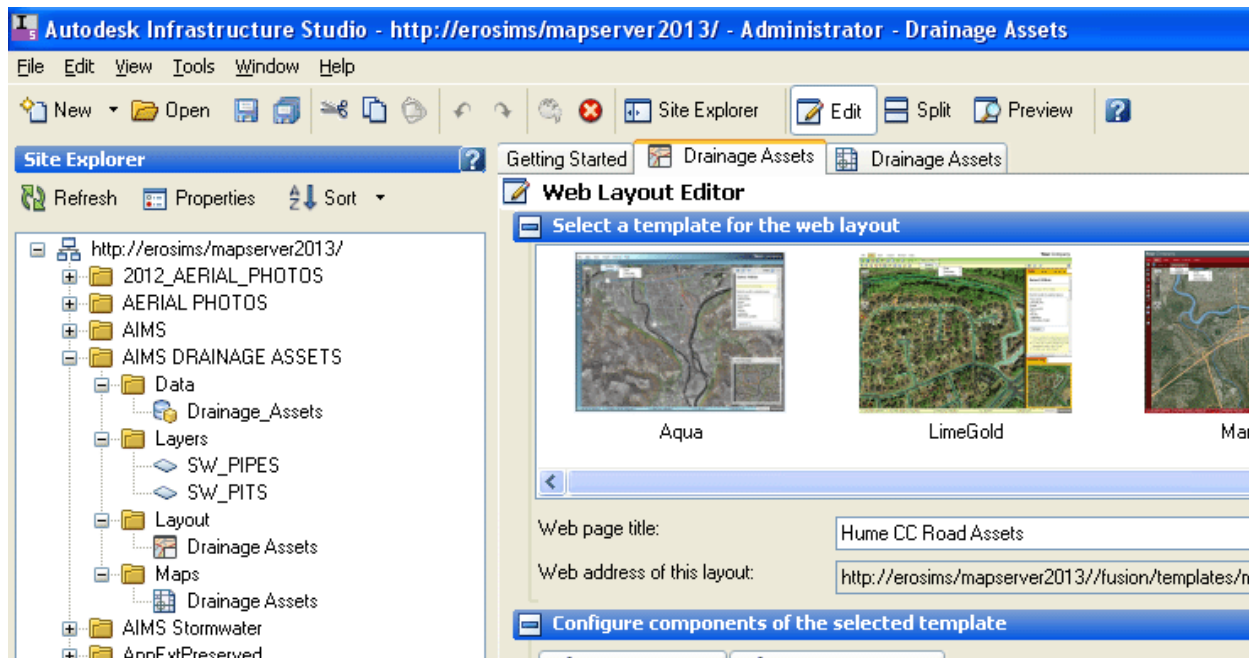 Autodesk Infrastructure Studio - http://erosims/mapserver2013/ - Administrator - Drainage Assets
File Edit View Tools Window Help
New Open Site Explorer Edit Split Preview
Site Explorer
Refresh Properties Sort
http://erosims/mapserver2013/
2012_AERIAL_PHOTOS
AERIAL PHOTOS
AIMS
AIMS DRAINAGE ASSETS
Data
Drainage_Assets
Layers
SW_PIPES
SW_PITS
Layout
Drainage Assets
Maps
Drainage Assets
AIMS Stormwater
AppExtPreserved
Getting Started Drainage Assets Drainage Assets
Web Layout Editor
Select a template for the web layout
Aqua LimeGold Mar
Web page title: Hume CC Road Assets
Web address of this layout: http://erosims/mapserver2013//fusion/templates/m
Configure components of the selected template